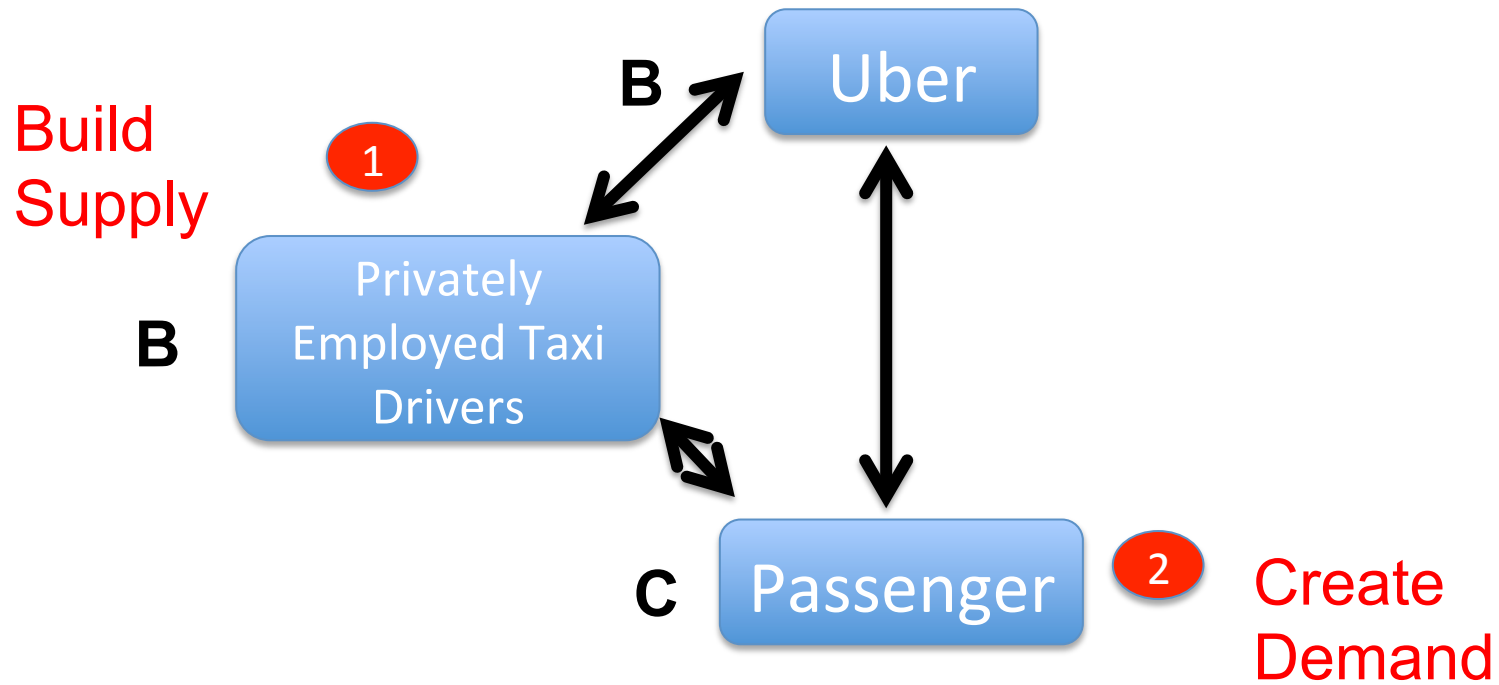 B
Uber
Build
Supply
1
Privately
Employed Taxi
Drivers
B
C
Passenger
2
Create
Demand